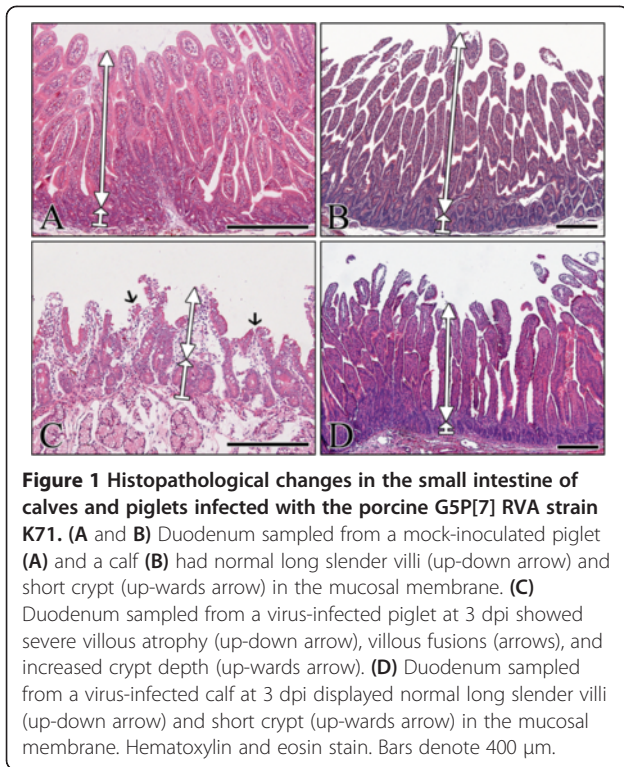 A
B
C
D
Figure 1 Histopathological changes in the small intestine of
calves and piglets infected with the porcine G5P[7] RVA strain
K71. (A and B) Duodenum sampled from a mock-inoculated piglet
(A) and a calf (B) had normal long slender villi (up-down arrow) and
short crypt (up-wards arrow) in the mucosal membrane. (C)
Duodenum sampled from a virus-infected piglet at 3 dpi showed
severe villous atrophy (up-down arrow), villous fusions (arrows), and
increased crypt depth (up-wards arrow). (D) Duodenum sampled
from a virus-infected calf at 3 dpi displayed normal long slender villi
(up-down arrow) and short crypt (up-wards arrow) in the mucosal
membrane. Hematoxylin and eosin stain. Bars denote 400 μm.